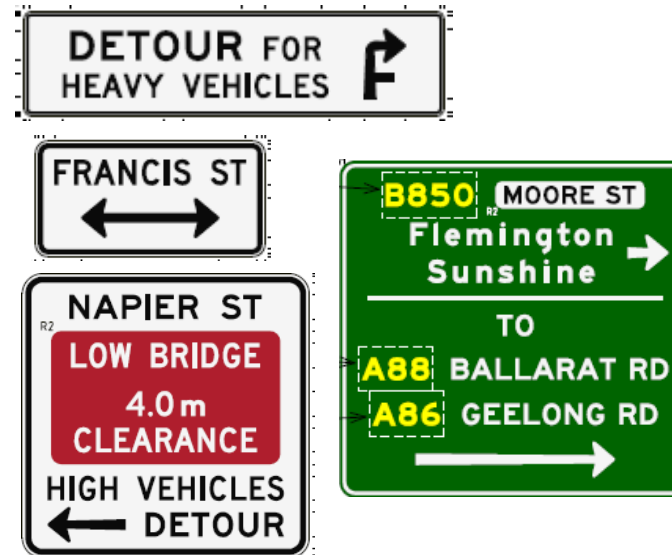 DETOUR FOR
HEAVY VEHICLES
FRANCIS ST
NAPIER ST
R2
LOW BRIDGE
4.0 m
CLEARANCE
HIGH VEHICLES
DETOUR
B850 MOORE ST
R2
Flemington
Sunshine
TO
A88 BALLARAT RD
A86 GEELONG RD